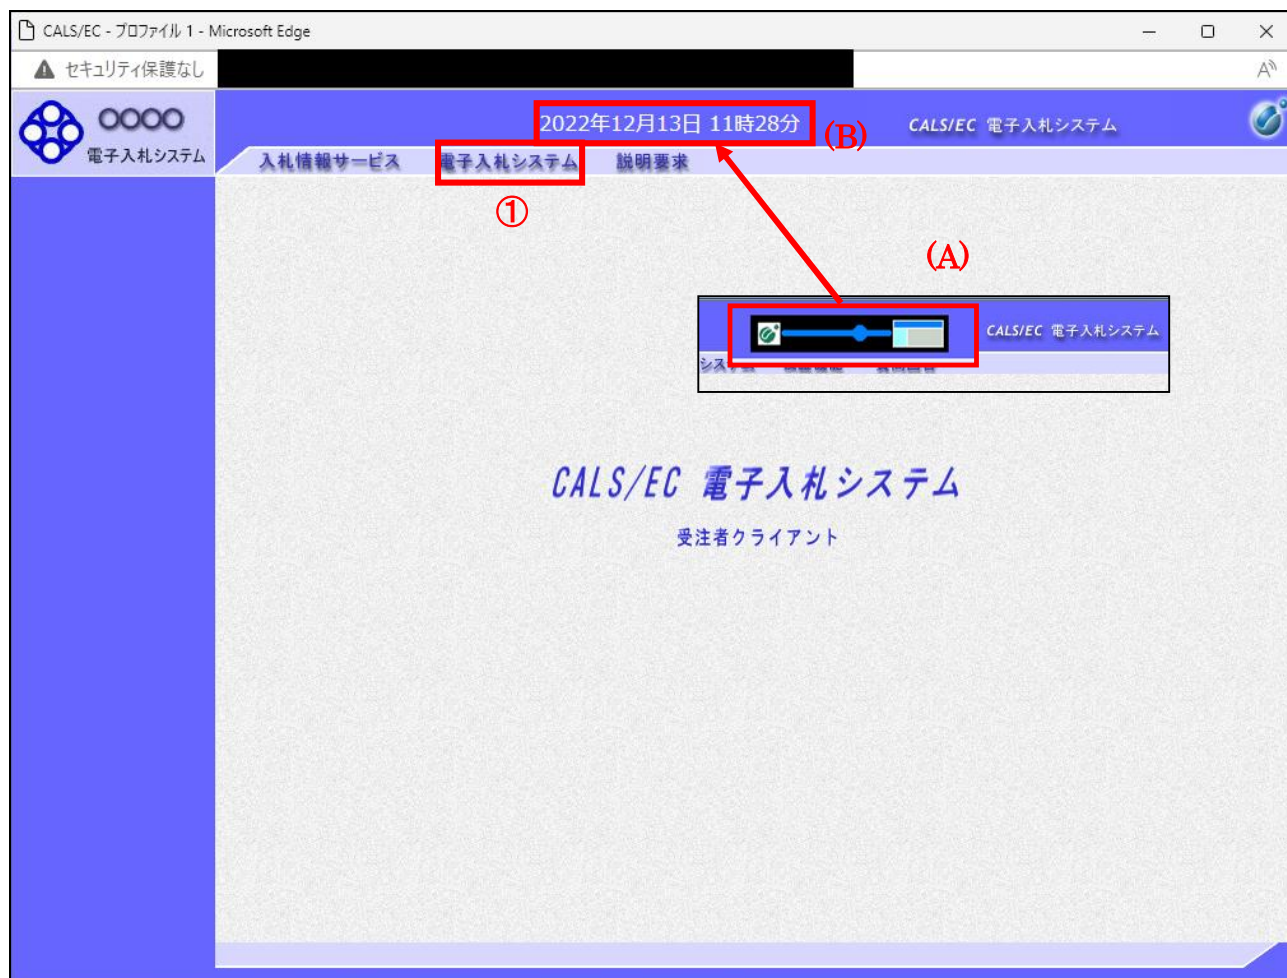 CALS/EC - プロファイル 1 - Microsoft Edge
セキュリティ保護なし
〇〇〇〇
電子入札システム
2022年12月13日 11時28分
(B)
CALS/EC 電子入札システム
入札情報サービス 電子入札システム 説明要求
①
(A)
CALS/EC 電子入札システム
CALS/EC 電子入札システム
受注者クライアント